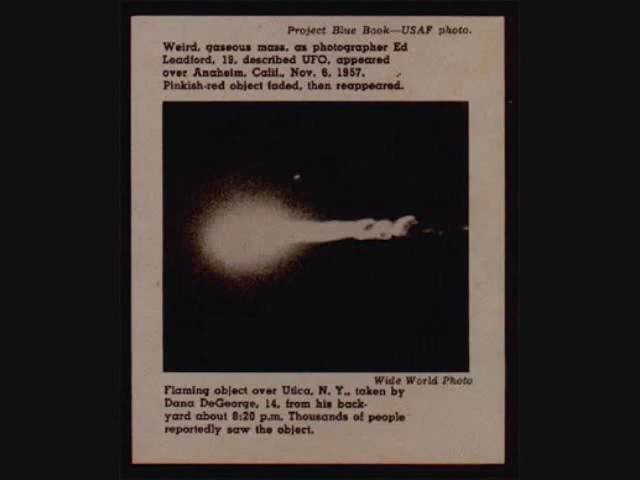 Project Blue Book—USAF photo.
Weird, gaseous mass, as photographer Ed
Leadford, 19, described UFO, appeared
over Anaheim, Calif., Nov. 6, 1957.
Pinkish-red object faded, then reappeared.
Wide World Photo
Flaming object over Utica, N. Y., taken by
Dana DeGeorge, 14, from his back-
yard about 8:20 p.m. Thousands of people
reportedly saw the object.